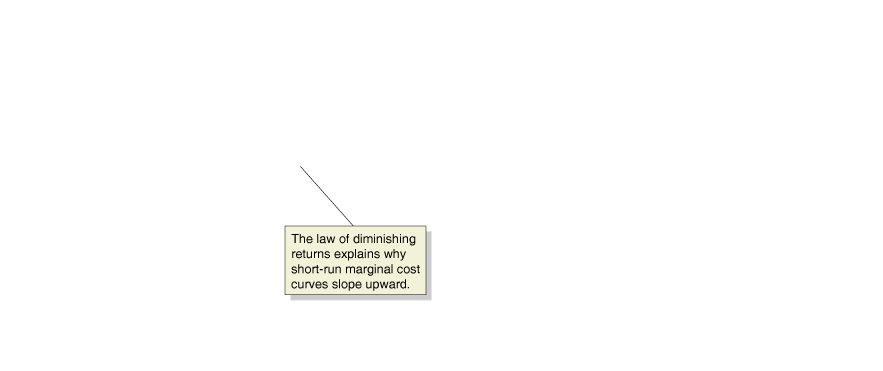 The law of diminishing
returns explains why
short-run marginal cost
curves slope upward.